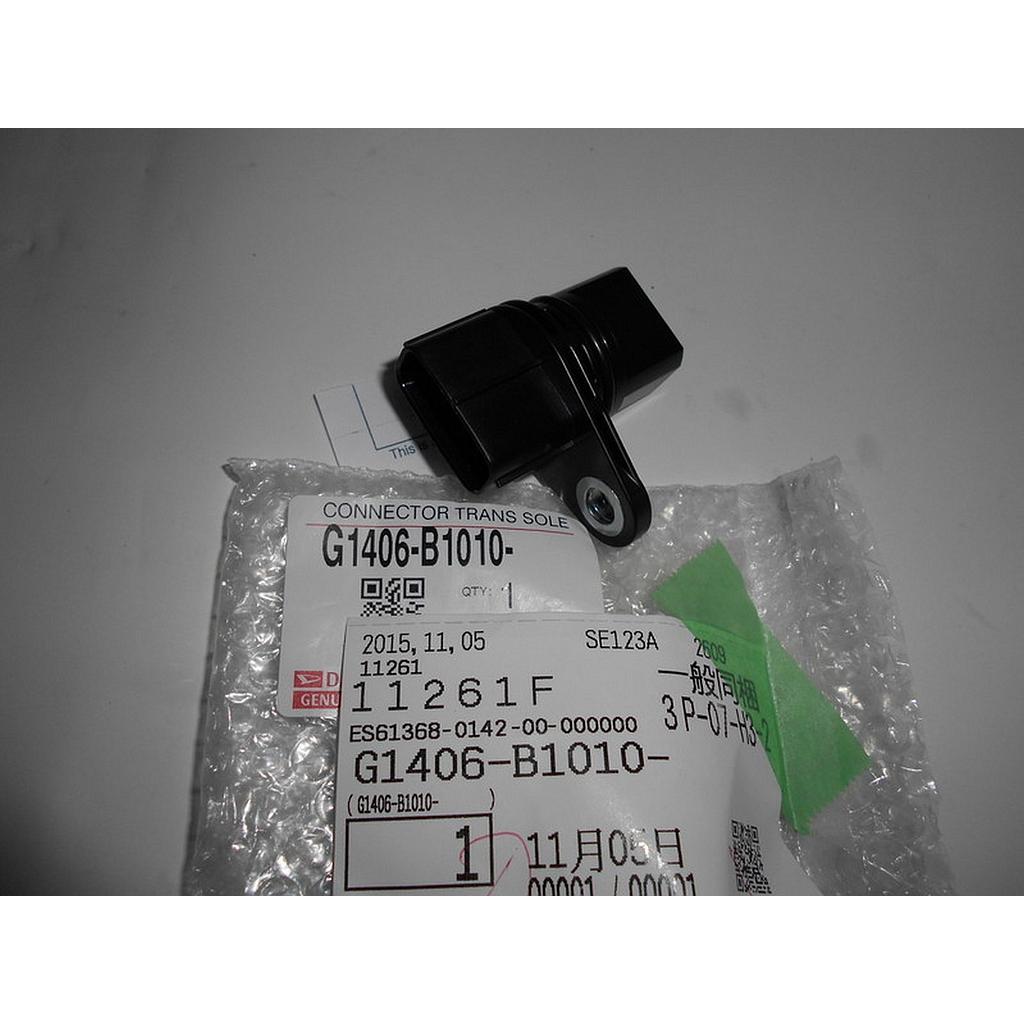 This is
CONNECTOR TRANS SOLE
G1406-B1010-
QTY: 1
D
GENU
2015,11,05 SE123A 2609
11261
11261F 一般同梱
ES61368-0142-00-000000 3P-07-H3-2
G1406-B1010-
(G1406-B1010- )
1 11月05日
00001 / 00001